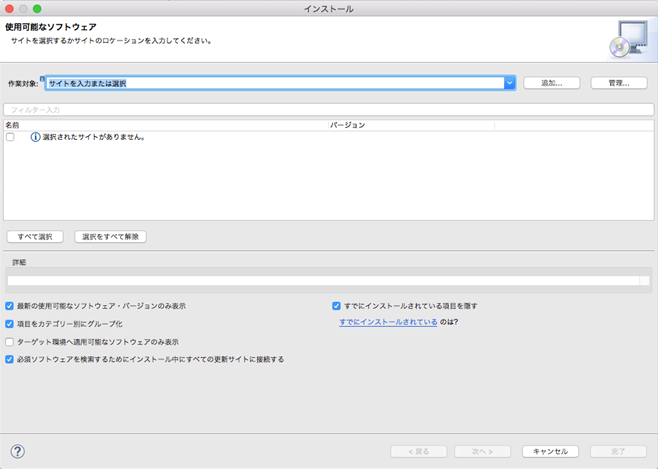 インストール
使用可能なソフトウェア
サイトを選択するかサイトのロケーションを入力してください。
作業対象: サイトを入力または選択 追加... 管理...
フィルター入力
名前 バージョン
選択されたサイトがありません。
すべて選択 選択をすべて解除
詳細
最新の使用可能なソフトウェア・バージョンのみ表示 すでにインストールされている項目を隠す
項目をカテゴリー別にグループ化 すでにインストールされている のは?
ターゲット環境へ適用可能なソフトウェアのみ表示
必須ソフトウェアを検索するためにインストール中にすべての更新サイトに接続する
? < 戻る 次へ > キャンセル 完了